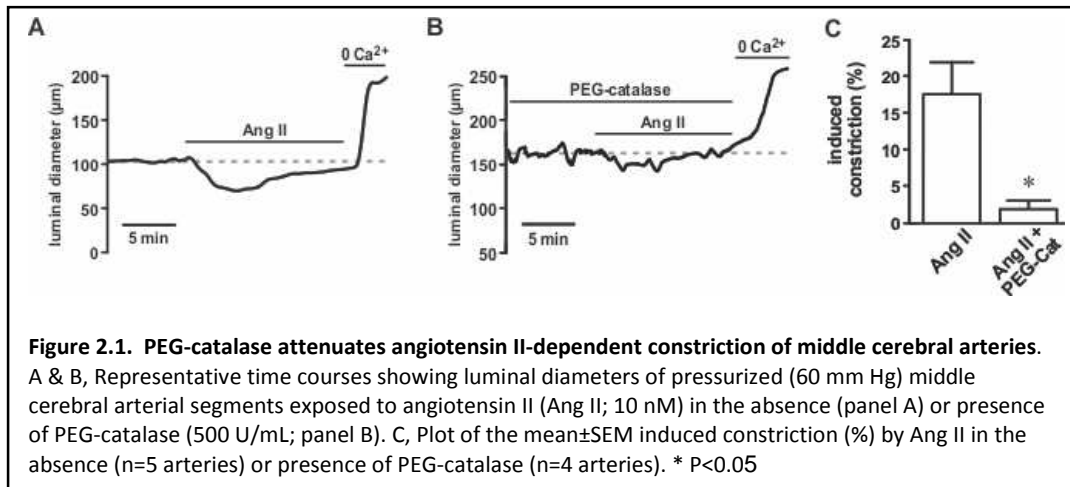 A
B
C
0 Ca²⁺
200
luminal diameter (µm)
150
100
50
0
Ang II
5 min
0 Ca²⁺
250
luminal diameter (µm)
200
150
100
50
PEG-catalase
Ang II
5 min
induced
constriction (%)
25
20
15
10
5
0
*
Ang II
Ang II +
PEG-Cat
Figure 2.1. PEG-catalase attenuates angiotensin II-dependent constriction of middle cerebral arteries.
A & B, Representative time courses showing luminal diameters of pressurized (60 mm Hg) middle
cerebral arterial segments exposed to angiotensin II (Ang II; 10 nM) in the absence (panel A) or presence
of PEG-catalase (500 U/mL; panel B). C, Plot of the mean±SEM induced constriction (%) by Ang II in the
absence (n=5 arteries) or presence of PEG-catalase (n=4 arteries). * P<0.05